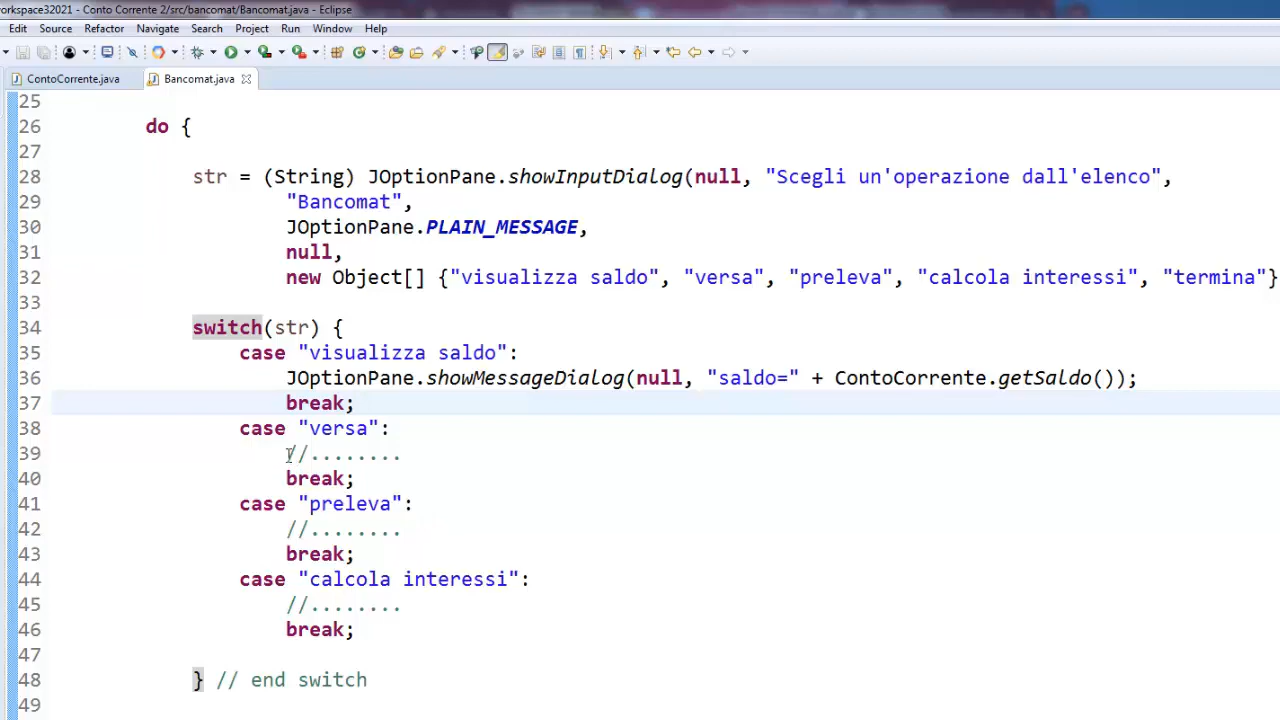 orkspace32021 - Conto Corrente 2/src/bancomat/Bancomat.java - Eclipse
Edit Source Refactor Navigate Search Project Run Window Help
ContoCorrente.java Bancomat.java
25
26 do {
27
28 str = (String) JOptionPane.showInputDialog(null, "Scegli un'operazione dall'elenco",
29 "Bancomat",
30 JOptionPane.PLAIN_MESSAGE,
31 null,
32 new Object[] {"visualizza saldo", "versa", "preleva", "calcola interessi", "termina"}
33
34 switch(str) {
35 case "visualizza saldo":
36 JOptionPane.showMessageDialog(null, "saldo=" + ContoCorrente.getSaldo());
37 break;
38 case "versa":
39 //........
40 break;
41 case "preleva":
42 //........
43 break;
44 case "calcola interessi":
45 //........
46 break;
47
48 } // end switch
49